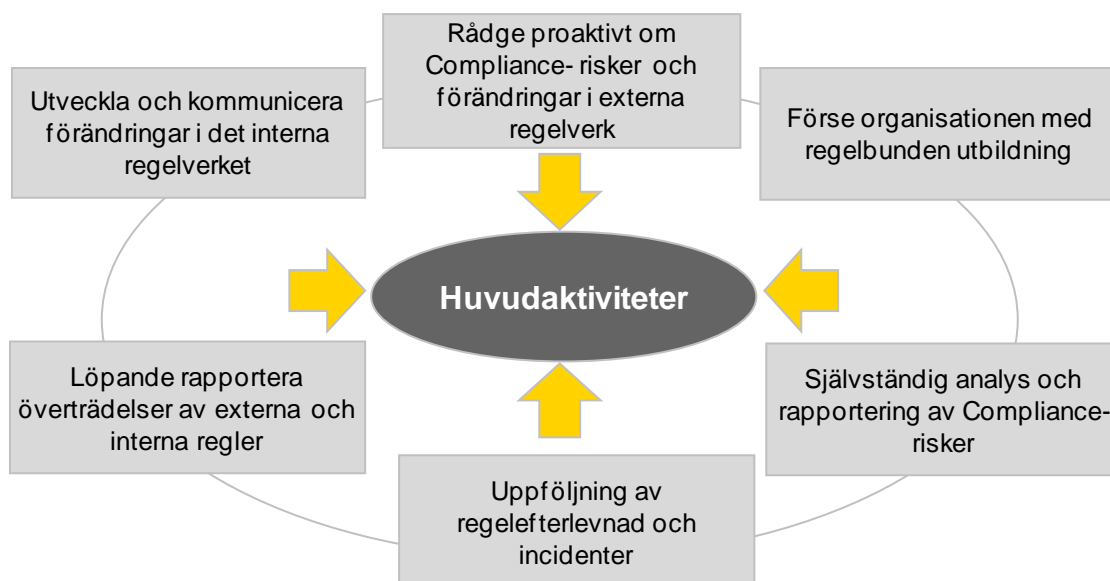 Rådge proaktivt om
Compliance- risker och
förändringar i externa
regelverk
Utveckla och kommunicera
förändringar i det interna
regelverket
Förse organisationen med
regelbunden utbildning
Huvudaktiviteter
Löpande rapportera
överträdelser av externa och
interna regler
Självständig analys och
rapportering av Compliance-
risker
Uppföljning av
regelefterlevnad och
incidenter